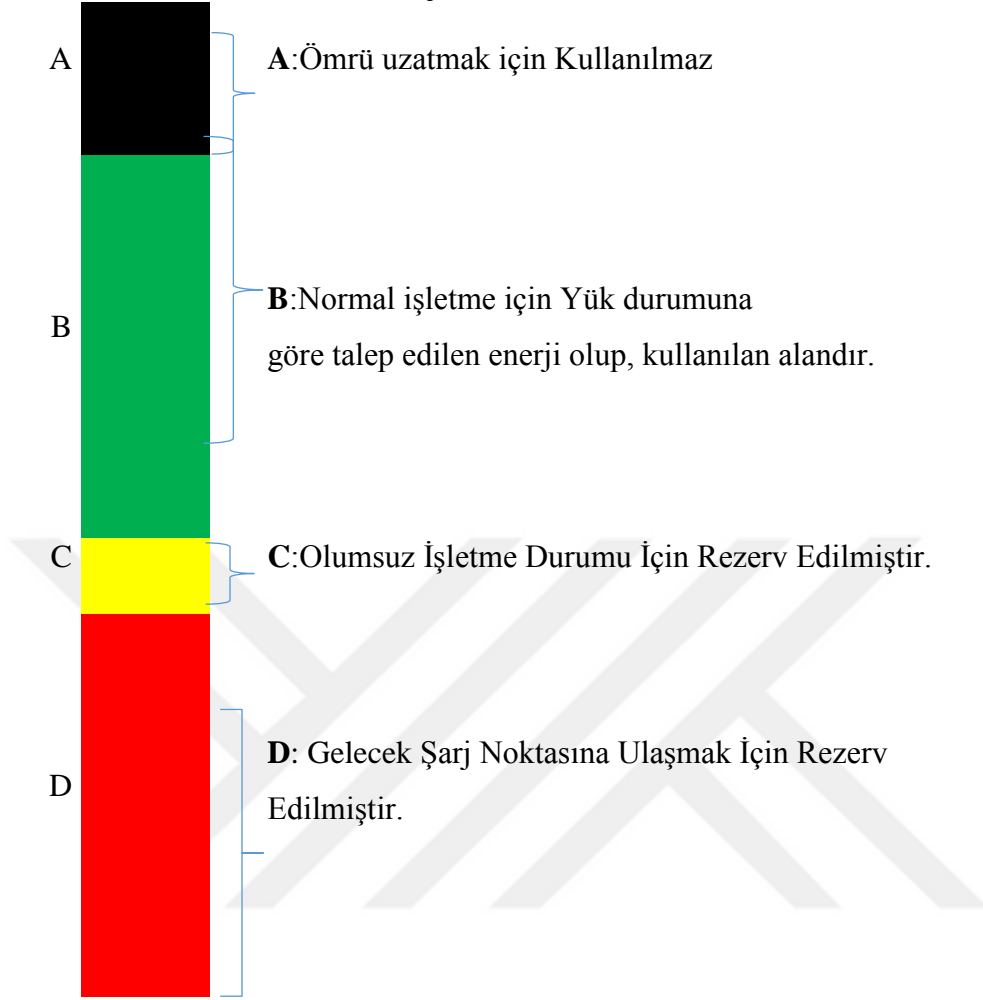 A
A:Ömrü uzatmak için Kullanılmaz
B
B:Normal işletme için Yük durumuna
göre talep edilen enerji olup, kullanılan alandır.
C
C:Olumsuz İşletme Durumu İçin Rezerv Edilmiştir.
D
D: Gelecek Şarj Noktasına Ulaşmak İçin Rezerv
Edilmiştir.